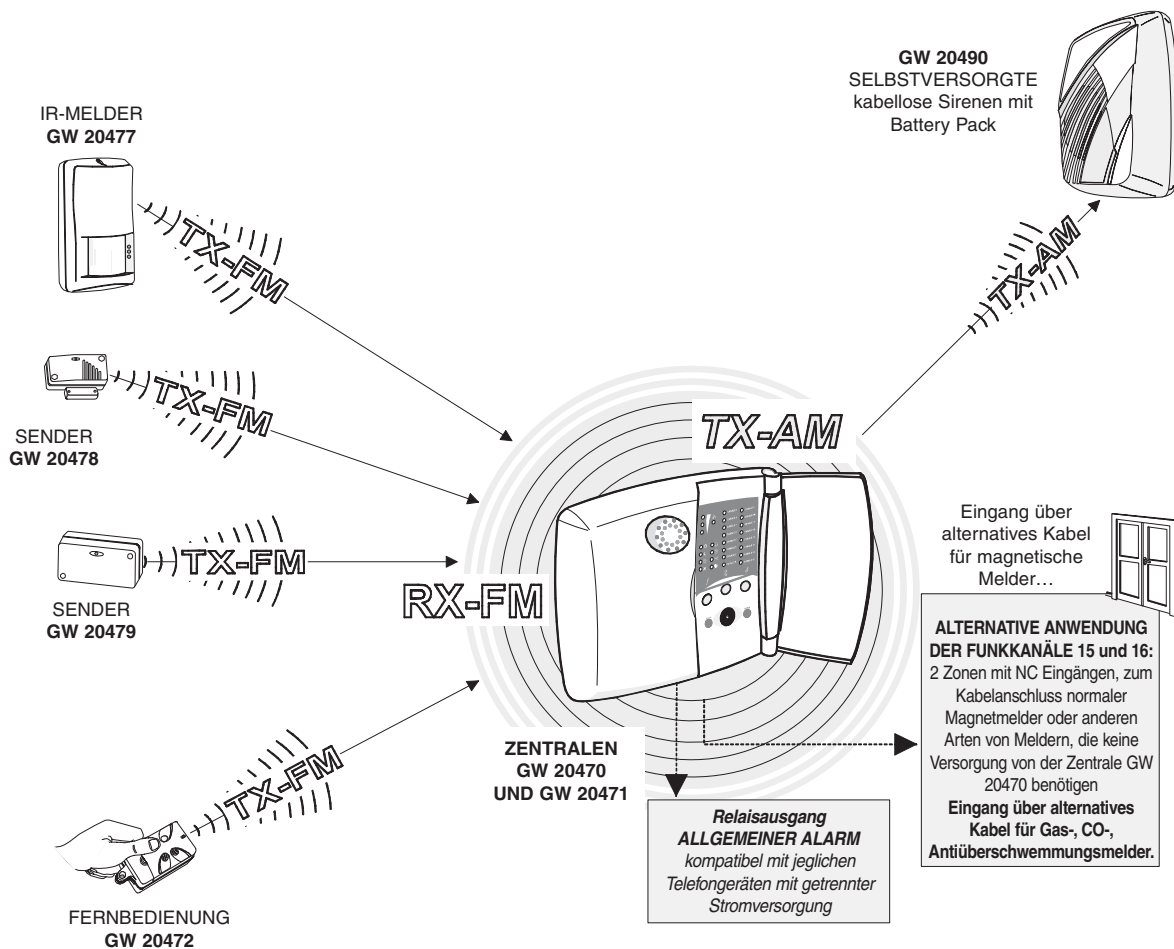 GW 20490
SELBSTVERSORGTE
kabellose Sirenen mit
Battery Pack
IR-MELDER
GW 20477
TX-FM
TX-AM
TX-FM
SENDER
GW 20478
TX-AM
Eingang über
alternatives Kabel
für magnetische
Melder…
TX-FM
SENDER
GW 20479
RX-FM
ALTERNATIVE ANWENDUNG
DER FUNKKANÄLE 15 und 16:
2 Zonen mit NC Eingängen, zum
Kabelanschluss normaler
Magnetmelder oder anderen
Arten von Meldern, die keine
Versorgung von der Zentrale GW
20470 benötigen
Eingang über alternatives
Kabel für Gas-, CO-,
Antiüberschwemmungsmelder.
ZENTRALEN
GW 20470
UND GW 20471
TX-FM
Relaisausgang
ALLGEMEINER ALARM
kompatibel mit jeglichen
Telefongeräten mit getrennter
Stromversorgung
FERNBEDIENUNG
GW 20472